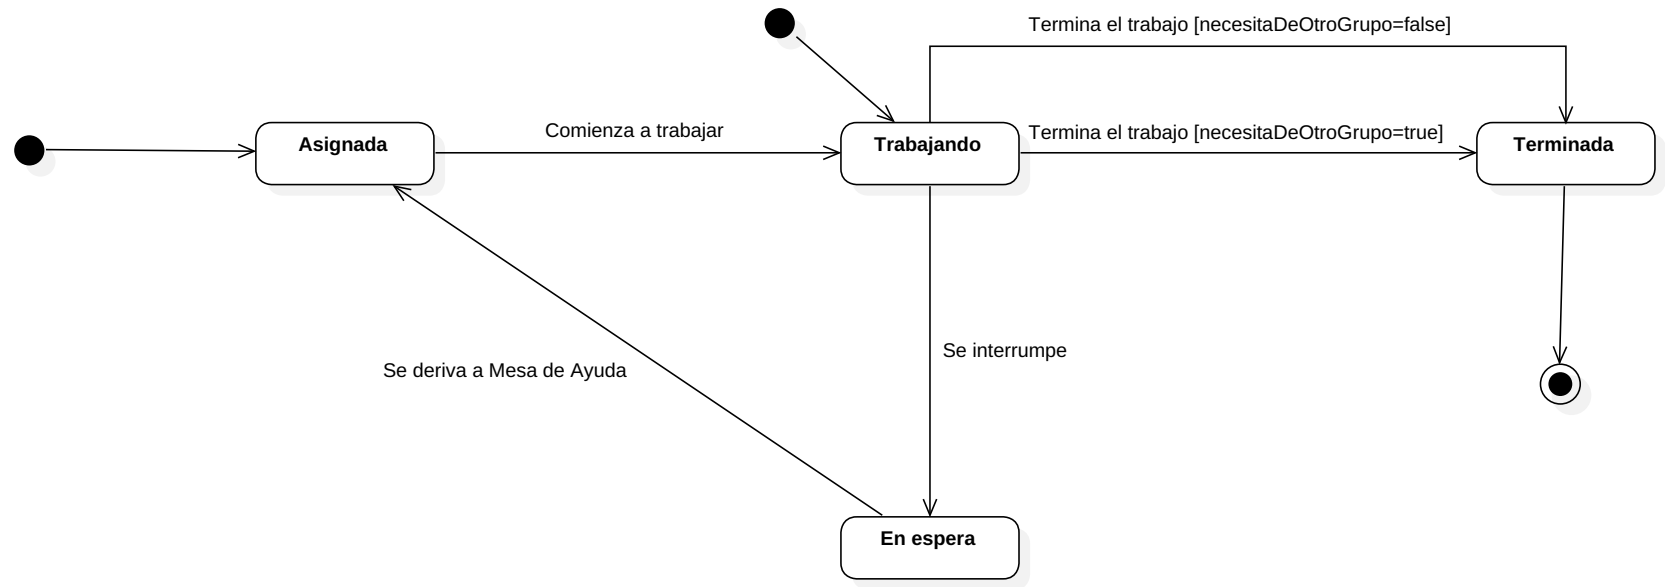 Termina el trabajo [necesitaDeOtroGrupo=false]
Asignada
Comienza a trabajar
Trabajando
Termina el trabajo [necesitaDeOtroGrupo=true]
Terminada
Se interrumpe
Se deriva a Mesa de Ayuda
En espera